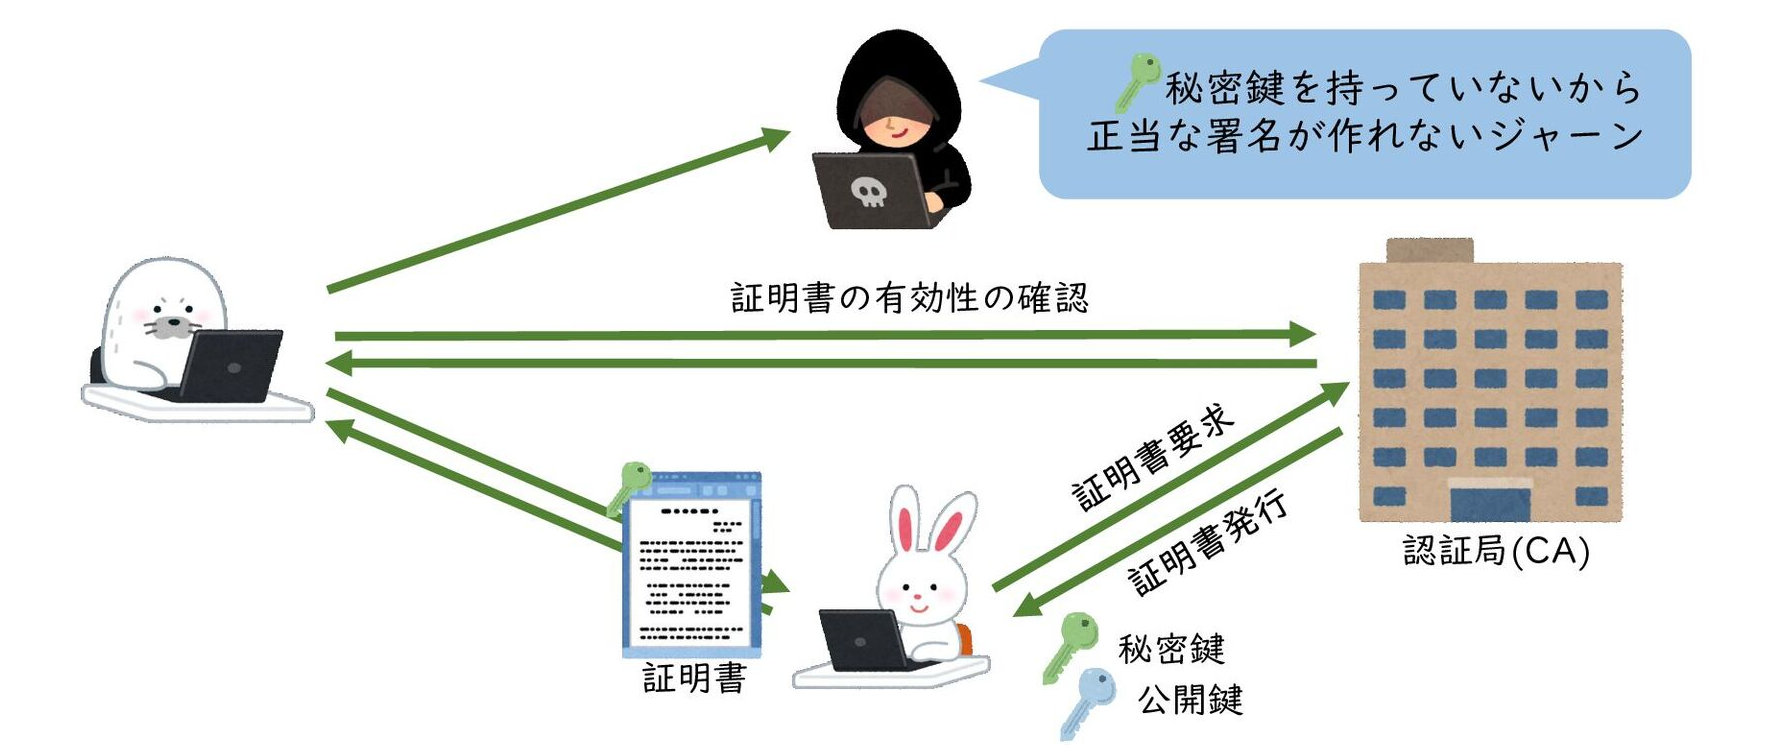 秘密鍵を持っていないから
正当な署名が作れないジャーン
証明書の有効性の確認
証明書要求
証明書発行
認証局(CA)
証明書
秘密鍵
公開鍵